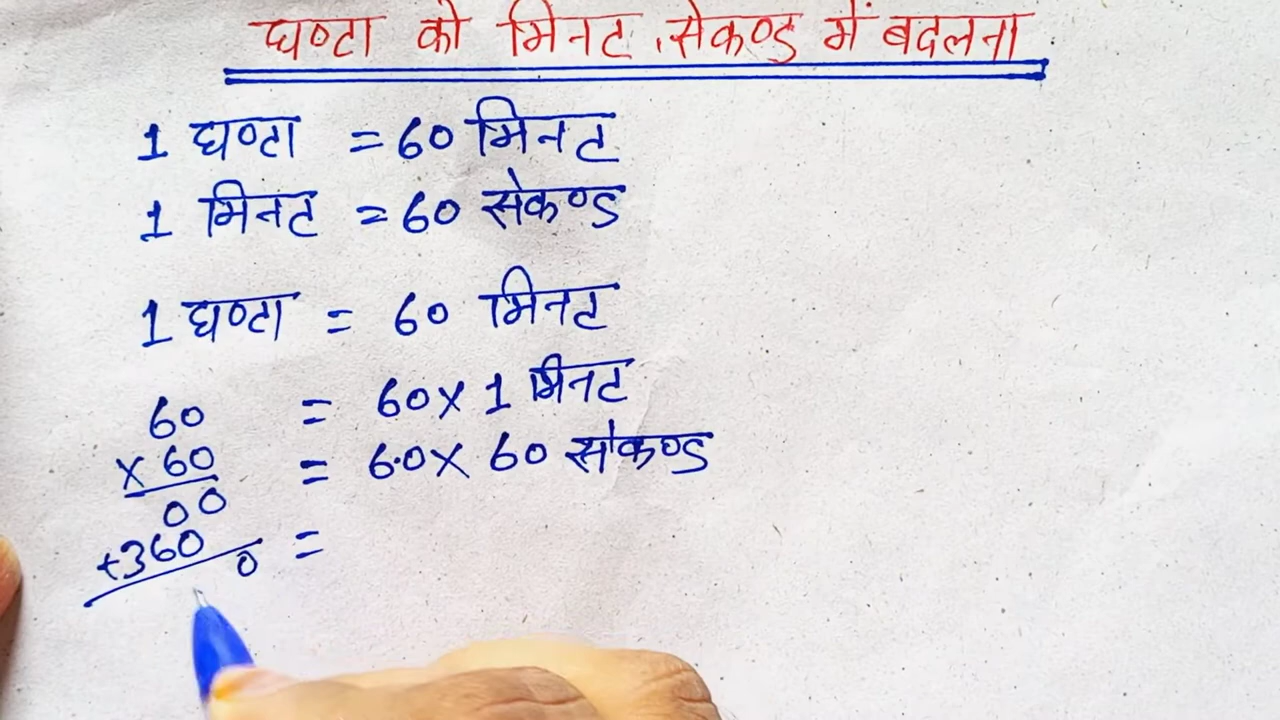 घण्टा को मिनट, सेकण्ड में बदलना
1 घण्टा = 60 मिनट
1 मिनट = 60 सेकण्ड
1 घण्टा = 60 मिनट
= 60 x 1 मिनट
= 60 x 60 सेकण्ड
=
60
x 60
00
+360
0